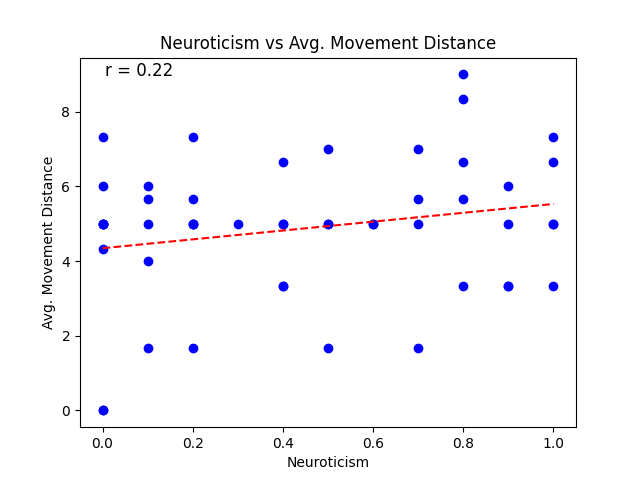 Neuroticism vs Avg. Movement Distance
r = 0.22
Avg. Movement Distance
8
6
4
2
0
0.0 0.2 0.4 0.6 0.8 1.0
Neuroticism